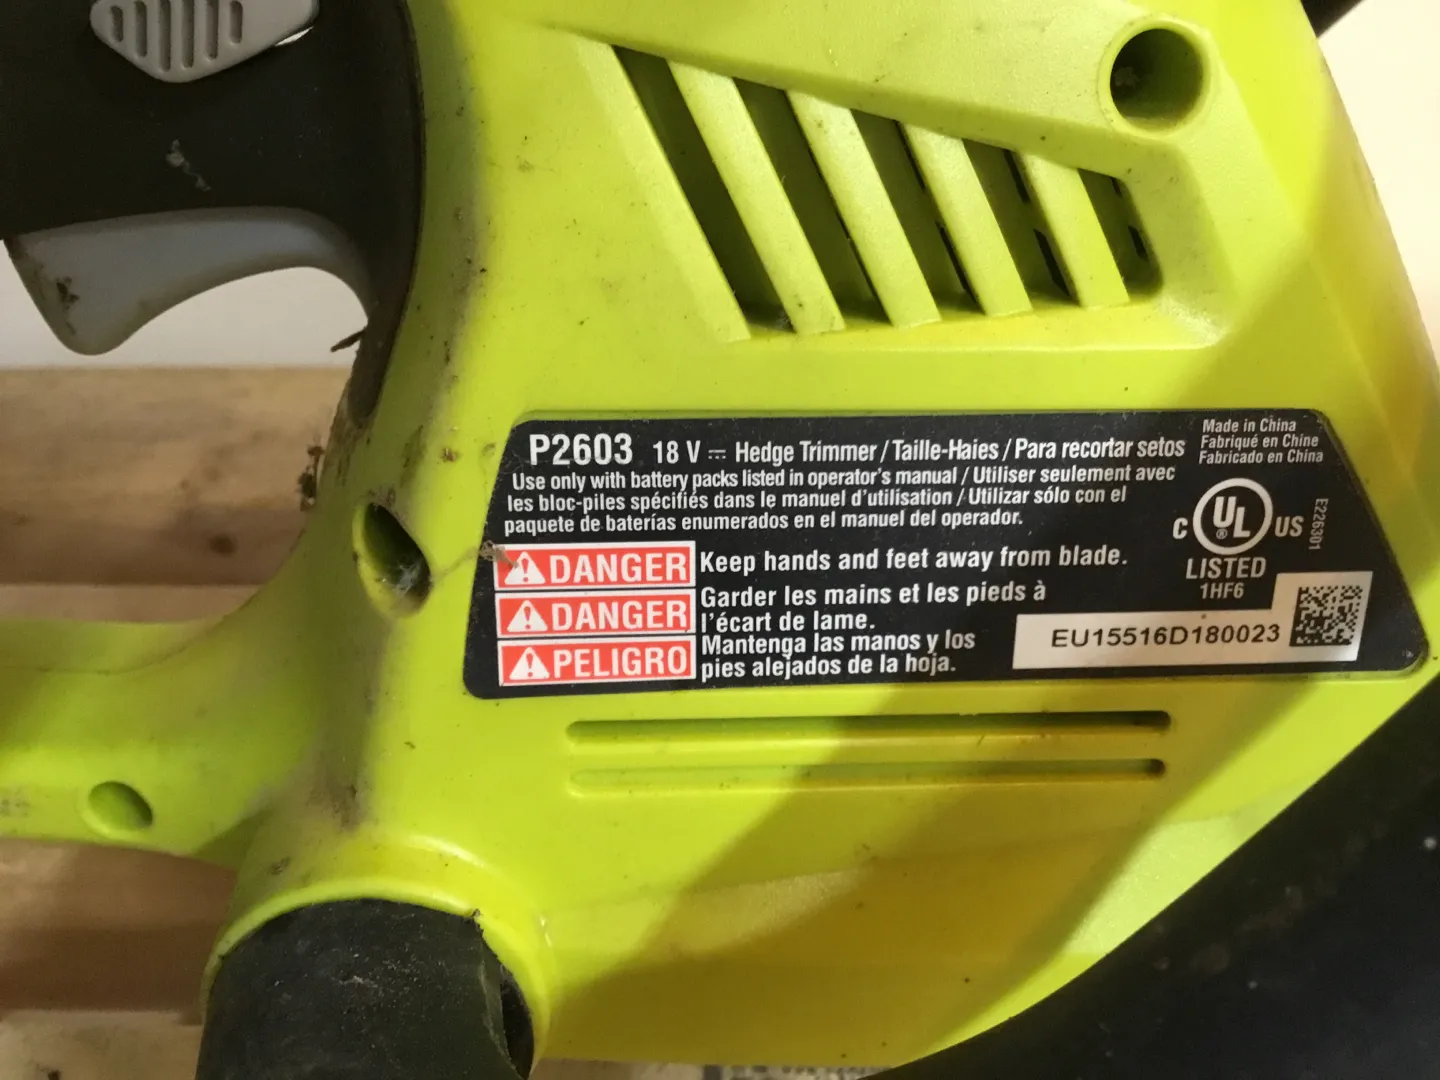 P2603 18 V ⎓ Hedge Trimmer / Taille-Haies / Para recortar setos
Use only with battery packs listed in operator's manual / Utiliser seulement avec
les bloc-piles spécifiés dans le manuel d'utilisation / Utilizar sólo con el
paquete de baterías enumerados en el manuel del operador.
Made in China
Fabriqué en Chine
Fabricado en China
DANGER Keep hands and feet away from blade.
DANGER Garder les mains et les pieds à
l'écart de lame.
PELIGRO Mantenga las manos y los
pies alejados de la hoja.
C UL ® US
LISTED
1HF6
E226301
EU15516D180023